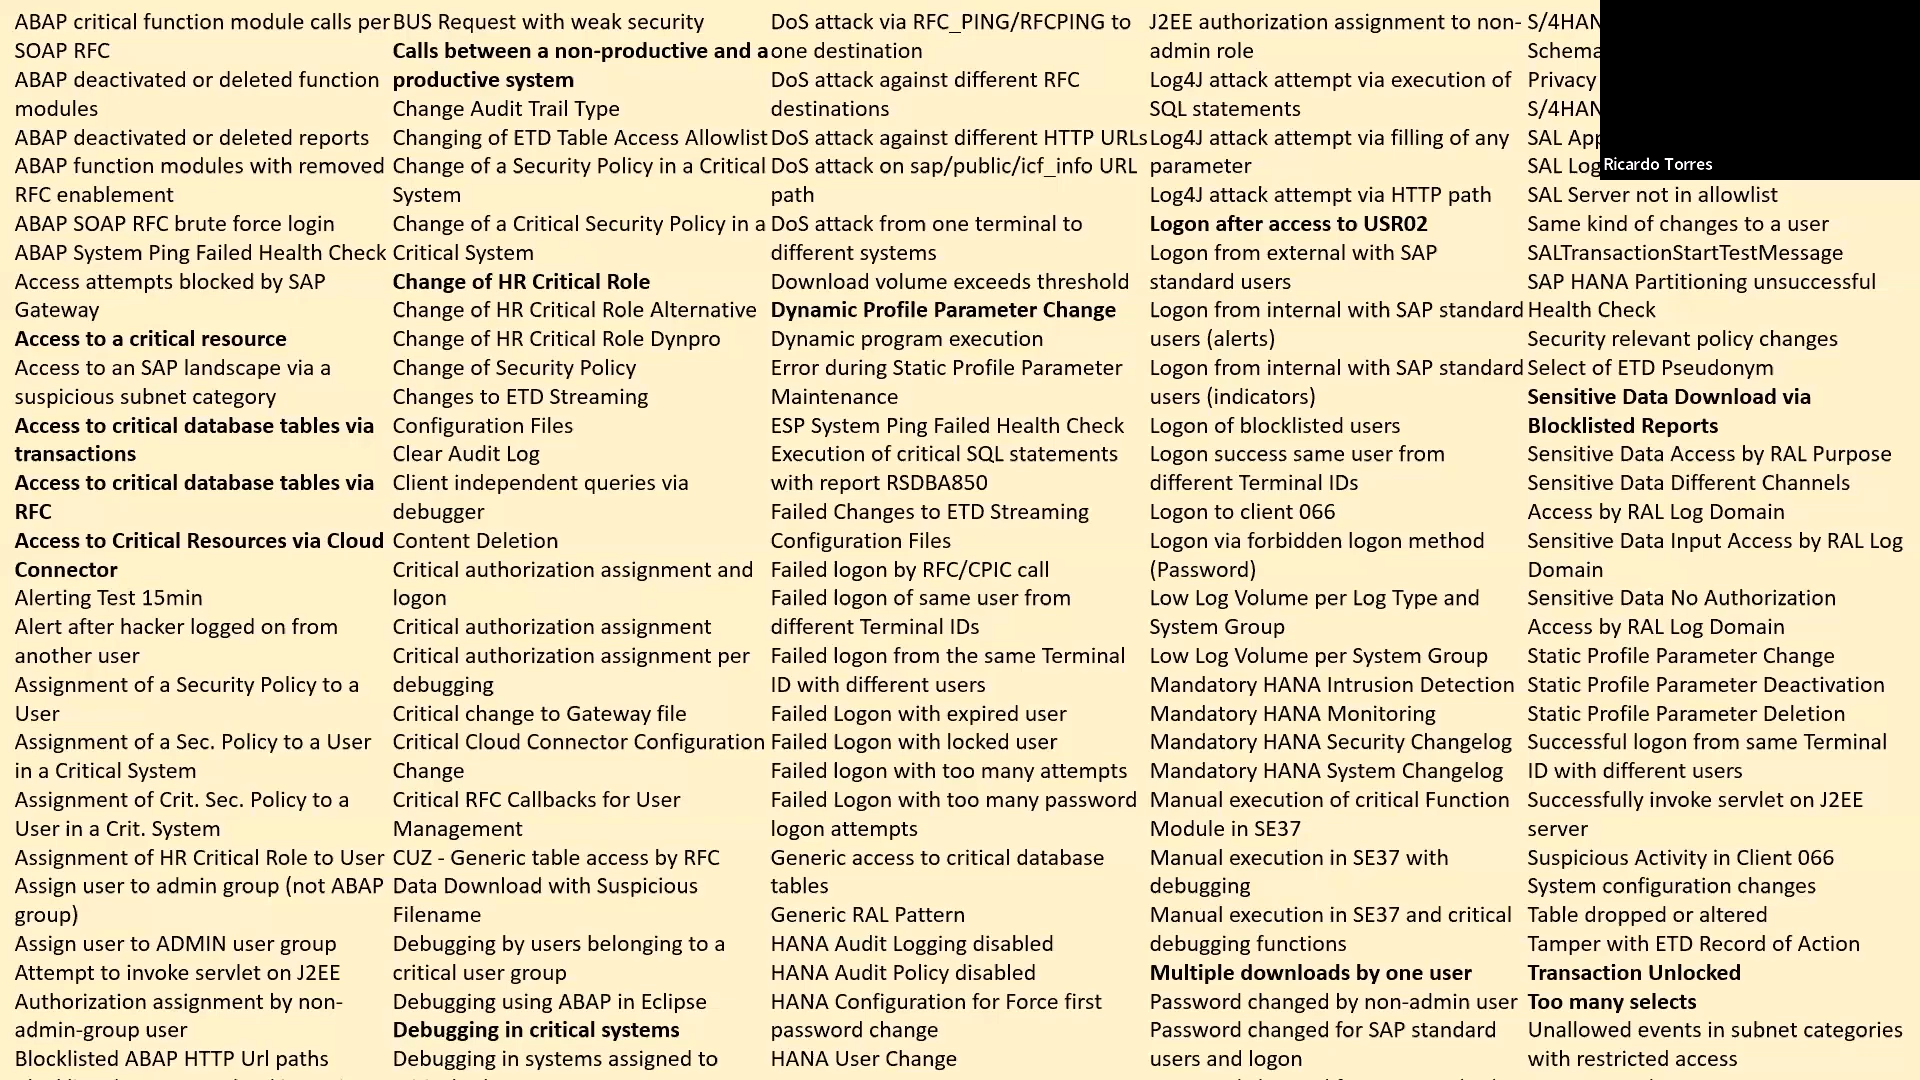 ABAP critical function module calls per
SOAP RFC
ABAP deactivated or deleted function
modules
ABAP deactivated or deleted reports
ABAP function modules with removed
RFC enablement
ABAP SOAP RFC brute force login
ABAP System Ping Failed Health Check
Access attempts blocked by SAP
Gateway
Access to a critical resource
Access to an SAP landscape via a
suspicious subnet category
Access to critical database tables via
transactions
Access to critical database tables via
RFC
Access to Critical Resources via Cloud
Connector
Alerting Test 15min
Alert after hacker logged on from
another user
Assignment of a Security Policy to a
User
Assignment of a Sec. Policy to a User
in a Critical System
Assignment of Crit. Sec. Policy to a
User in a Crit. System
Assignment of HR Critical Role to User
Assign user to admin group (not ABAP
group)
Assign user to ADMIN user group
Attempt to invoke servlet on J2EE
Authorization assignment by non-
admin-group user
Blocklisted ABAP HTTP Url paths
BUS Request with weak security
Calls between a non-productive and a
productive system
Change Audit Trail Type
Changing of ETD Table Access Allowlist
Change of a Security Policy in a Critical
System
Change of a Critical Security Policy in a
Critical System
Change of HR Critical Role
Change of HR Critical Role Alternative
Change of HR Critical Role Dynpro
Change of Security Policy
Changes to ETD Streaming
Configuration Files
Clear Audit Log
Client independent queries via
debugger
Content Deletion
Critical authorization assignment and
logon
Critical authorization assignment
Critical authorization assignment per
debugging
Critical change to Gateway file
Critical Cloud Connector Configuration
Change
Critical RFC Callbacks for User
Management
CUZ - Generic table access by RFC
Data Download with Suspicious
Filename
Debugging by users belonging to a
critical user group
Debugging using ABAP in Eclipse
Debugging in critical systems
Debugging in systems assigned to
DoS attack via RFC_PING/RFCPING to
one destination
DoS attack against different RFC
destinations
DoS attack against different HTTP URLs
DoS attack on sap/public/icf_info URL
path
DoS attack from one terminal to
different systems
Download volume exceeds threshold
Dynamic Profile Parameter Change
Dynamic program execution
Error during Static Profile Parameter
Maintenance
ESP System Ping Failed Health Check
Execution of critical SQL statements
with report RSDBA850
Failed Changes to ETD Streaming
Configuration Files
Failed logon by RFC/CPIC call
Failed logon of same user from
different Terminal IDs
Failed logon from the same Terminal
ID with different users
Failed Logon with expired user
Failed Logon with locked user
Failed logon with too many attempts
Failed Logon with too many password
logon attempts
Generic access to critical database
tables
Generic RAL Pattern
HANA Audit Logging disabled
HANA Audit Policy disabled
HANA Configuration for Force first
password change
HANA User Change
J2EE authorization assignment to non-
admin role
Log4J attack attempt via execution of
SQL statements
Log4J attack attempt via filling of any
parameter
Log4J attack attempt via HTTP path
Logon after access to USR02
Logon from external with SAP
standard users
Logon from internal with SAP standard
users (alerts)
Logon from internal with SAP standard
users (indicators)
Logon of blocklisted users
Logon success same user from
different Terminal IDs
Logon to client 066
Logon via forbidden logon method
(Password)
Low Log Volume per Log Type and
System Group
Low Log Volume per System Group
Mandatory HANA Intrusion Detection
Mandatory HANA Monitoring
Mandatory HANA Security Changelog
Mandatory HANA System Changelog
Manual execution of critical Function
Module in SE37
Manual execution in SE37 with
debugging
Manual execution in SE37 and critical
debugging functions
Multiple downloads by one user
Password changed by non-admin user
Password changed for SAP standard
users and logon
S/4HAN
Schema
Privacy
S/4HAN
SAL App
SAL Log
Ricardo Torres
SAL Server not in allowlist
Same kind of changes to a user
SALTransactionStartTestMessage
SAP HANA Partitioning unsuccessful
Health Check
Security relevant policy changes
Select of ETD Pseudonym
Sensitive Data Download via
Blocklisted Reports
Sensitive Data Access by RAL Purpose
Sensitive Data Different Channels
Access by RAL Log Domain
Sensitive Data Input Access by RAL Log
Domain
Sensitive Data No Authorization
Access by RAL Log Domain
Static Profile Parameter Change
Static Profile Parameter Deactivation
Static Profile Parameter Deletion
Successful logon from same Terminal
ID with different users
Successfully invoke servlet on J2EE
server
Suspicious Activity in Client 066
System configuration changes
Table dropped or altered
Tamper with ETD Record of Action
Transaction Unlocked
Too many selects
Unallowed events in subnet categories
with restricted access